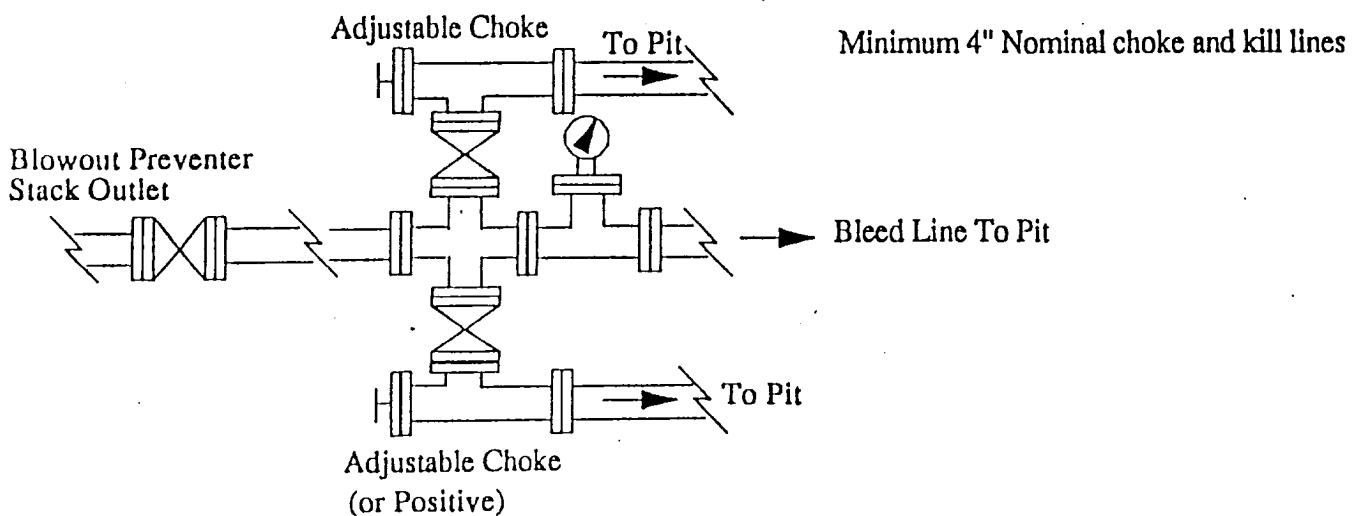 Adjustable Choke
To Pit
Minimum 4" Nominal choke and kill lines
Blowout Preventer
Stack Outlet
Bleed Line To Pit
To Pit
Adjustable Choke
(or Positive)